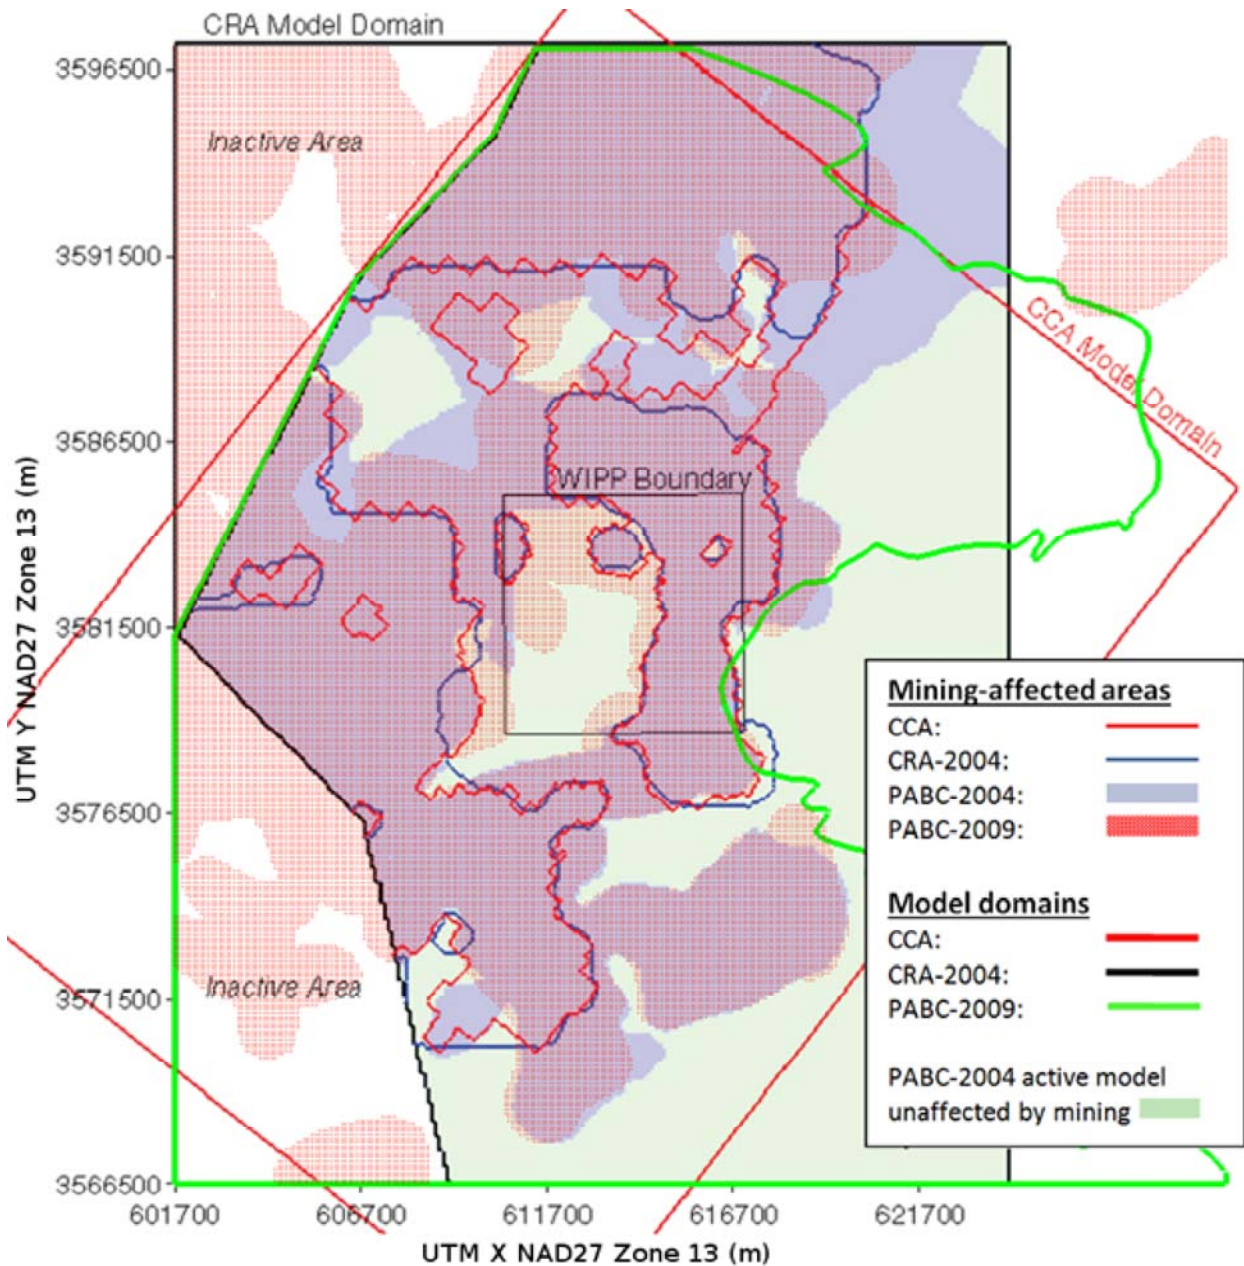 CRA Model Domain
3596500
Inactive Area
3591500
CCA Model Domain
3586500
WIPP Boundary
UTM Y NAD27 Zone 13 (m)
3581500
Mining-affected areas
CCA:
CRA-2004:
PABC-2004:
PABC-2009:
3576500
Model domains
CCA:
CRA-2004:
PABC-2009:
Inactive Area
3571500
PABC-2004 active model
unaffected by mining
3566500
601700 606700 611700 616700 621700
UTM X NAD27 Zone 13 (m)